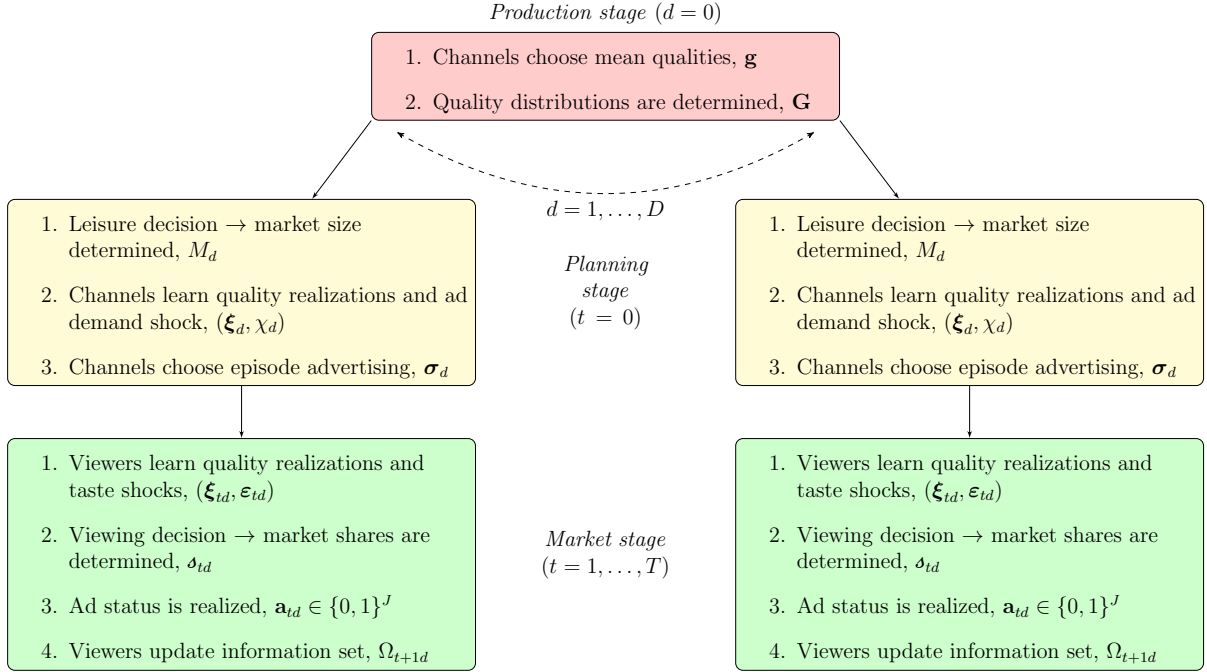 Production stage (d = 0)
1. Channels choose mean qualities, g
2. Quality distributions are determined, G
d = 1, . . . , D
1. Leisure decision → market size
determined, M_d
2. Channels learn quality realizations and ad
demand shock, (ξ_d, χ_d)
3. Channels choose episode advertising, σ_d
Planning
stage
(t = 0)
1. Leisure decision → market size
determined, M_d
2. Channels learn quality realizations and ad
demand shock, (ξ_d, χ_d)
3. Channels choose episode advertising, σ_d
1. Viewers learn quality realizations and
taste shocks, (ξ_td, ε_td)
2. Viewing decision → market shares are
determined, s_td
3. Ad status is realized, a_td ∈ {0, 1}^J
4. Viewers update information set, Ω_t+1d
Market stage
(t = 1, . . . , T)
1. Viewers learn quality realizations and
taste shocks, (ξ_td, ε_td)
2. Viewing decision → market shares are
determined, s_td
3. Ad status is realized, a_td ∈ {0, 1}^J
4. Viewers update information set, Ω_t+1d